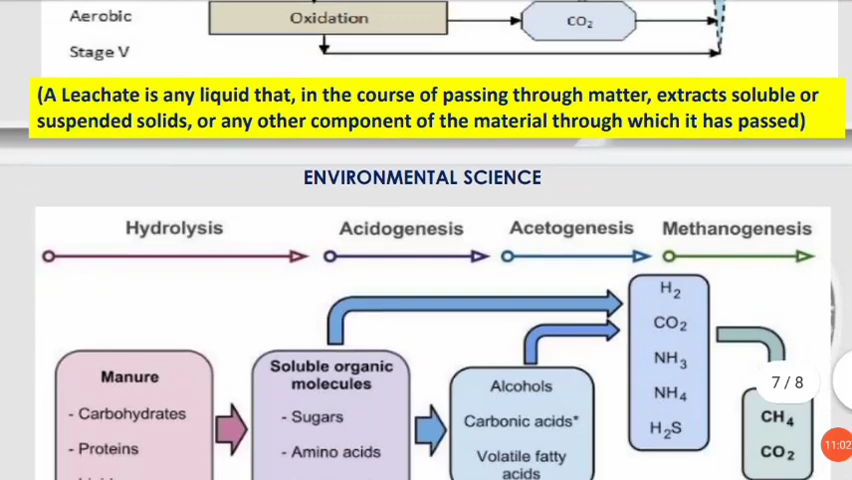 Aerobic
Oxidation
CO₂
Stage V
(A Leachate is any liquid that, in the course of passing through matter, extracts soluble or
suspended solids, or any other component of the material through which it has passed)
ENVIRONMENTAL SCIENCE
Hydrolysis
Acidogenesis
Acetogenesis
Methanogenesis
Manure
- Carbohydrates
- Proteins
Soluble organic
molecules
- Sugars
- Amino acids
Alcohols
Carbonic acids*
Volatile fatty
acids
H₂
CO₂
NH₃
NH₄
H₂S
7 / 8
CH₄
CO₂
11:02